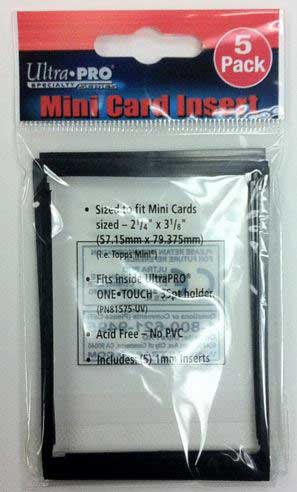 Ultra•PRO
SPECIALTY SERIES
5
Pack
Mini Card Insert
• Sized to fit Mini Cards
sized – 2 1/4" x 3 1/8"
(57.15mm x 79.375mm)
(i.e. Topps Mini®)
• Fits inside UltraPRO®
ONE•TOUCH® 35pt holder
(PN81575-UV)
• Acid Free – No PVC
• Includes: (5) 1mm Inserts